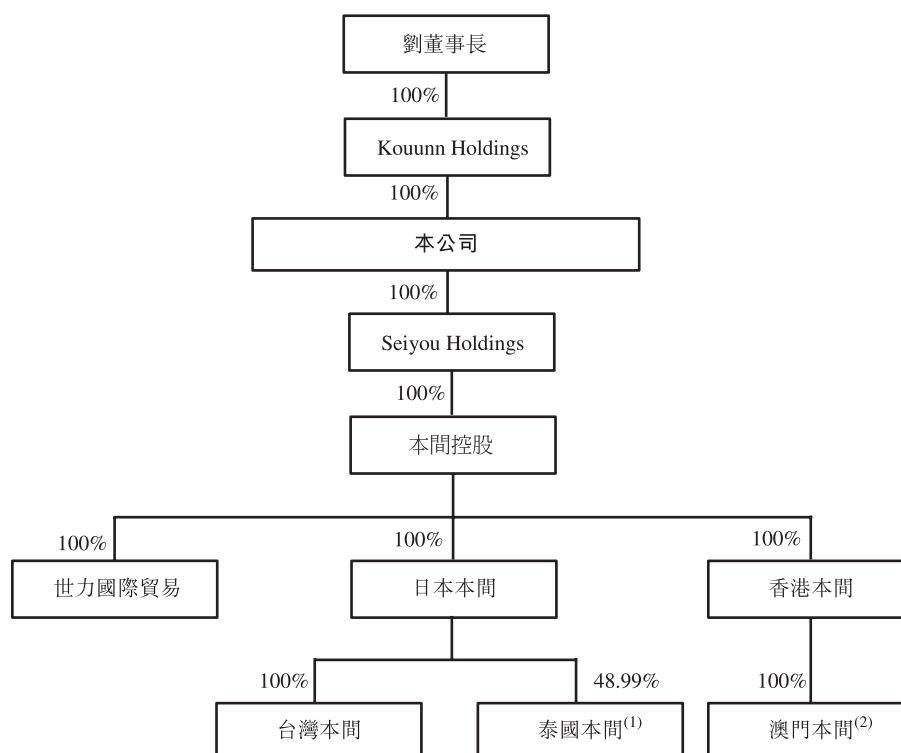 劉董事長
100%
Kouunn Holdings
100%
本公司
100%
Seiyou Holdings
100%
本間控股
100% 100% 100%
世力國際貿易 日本本間 香港本間
100% 48.99% 100%
台灣本間 泰國本間(1) 澳門本間(2)